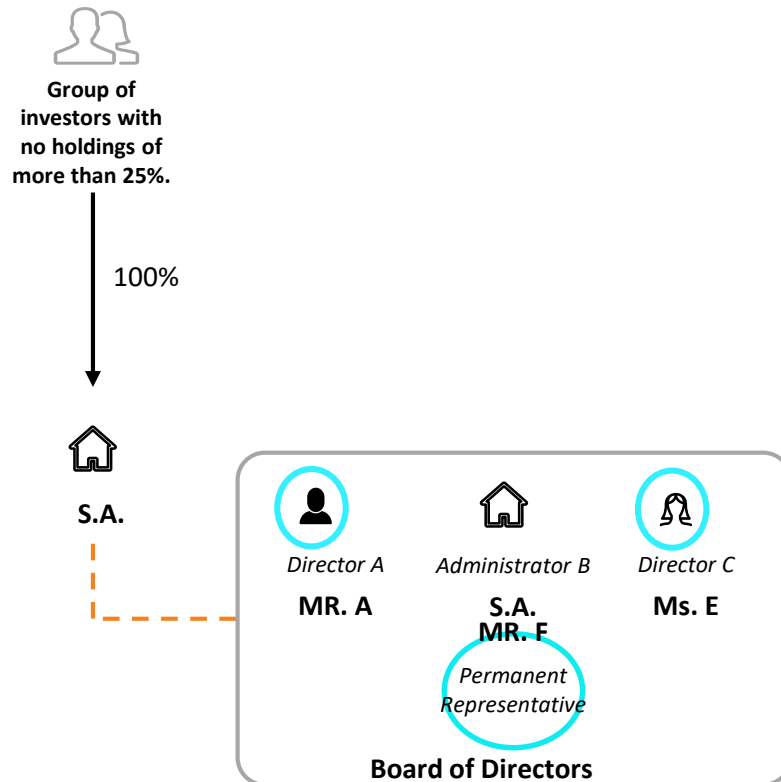 Group of
investors with
no holdings of
more than 25%.
100%
S.A.
Director A
Administrator B
Director C
MR. A
S.A.
Ms. E
MR. F
Permanent
Representative
Board of Directors